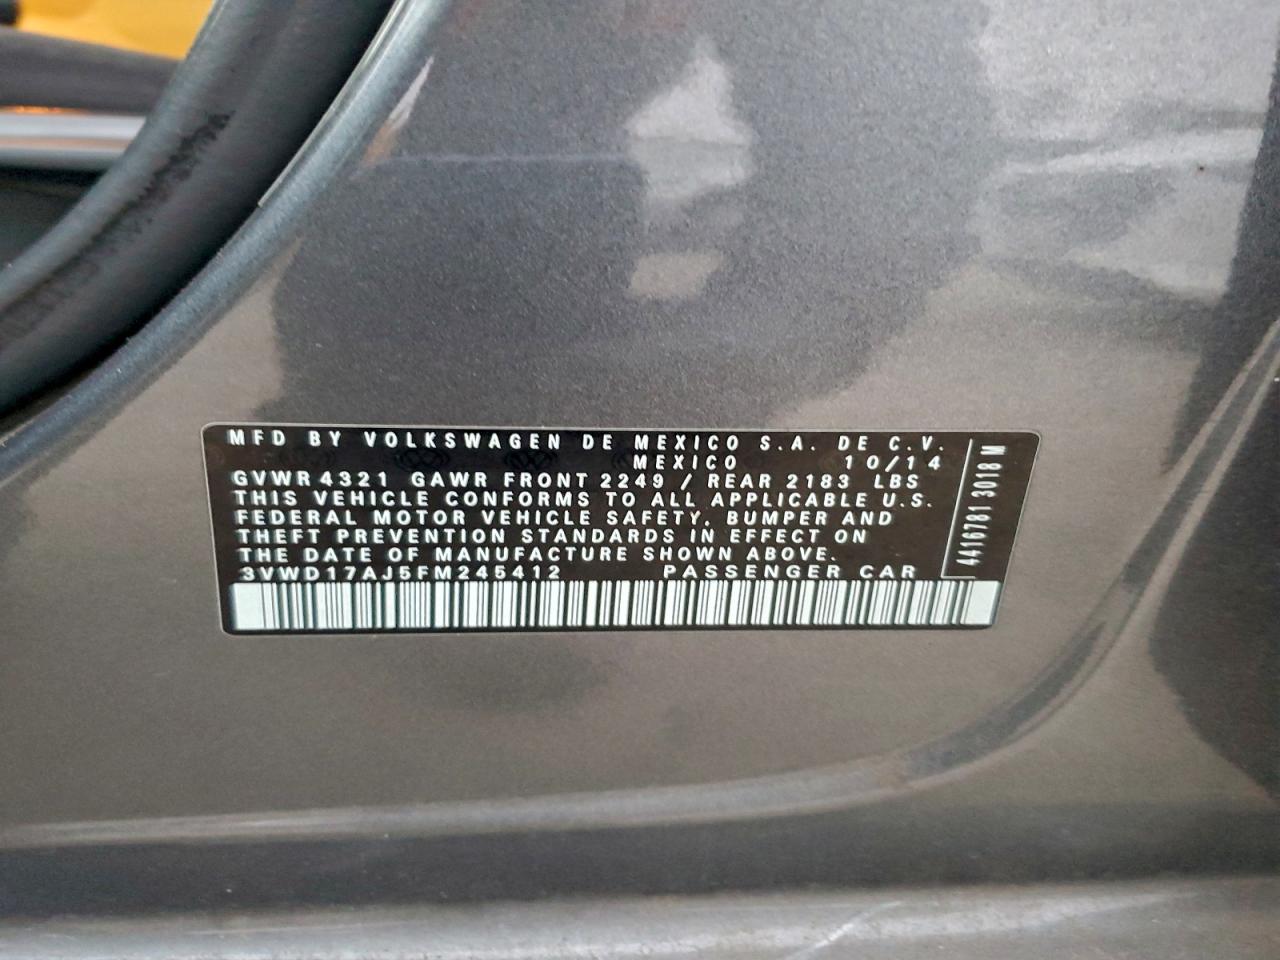 MFD BY VOLKSWAGEN DE MEXICO S.A. DE C.V.
MEXICO 10/14
GVWR 4321 GAWR FRONT 2249 / REAR 2183 LBS
THIS VEHICLE CONFORMS TO ALL APPLICABLE U.S.
FEDERAL MOTOR VEHICLE SAFETY, BUMPER AND
THEFT PREVENTION STANDARDS IN EFFECT ON
THE DATE OF MANUFACTURE SHOWN ABOVE.
3VWD17AJ5FM245412 PASSENGER CAR
4416781 3018 M